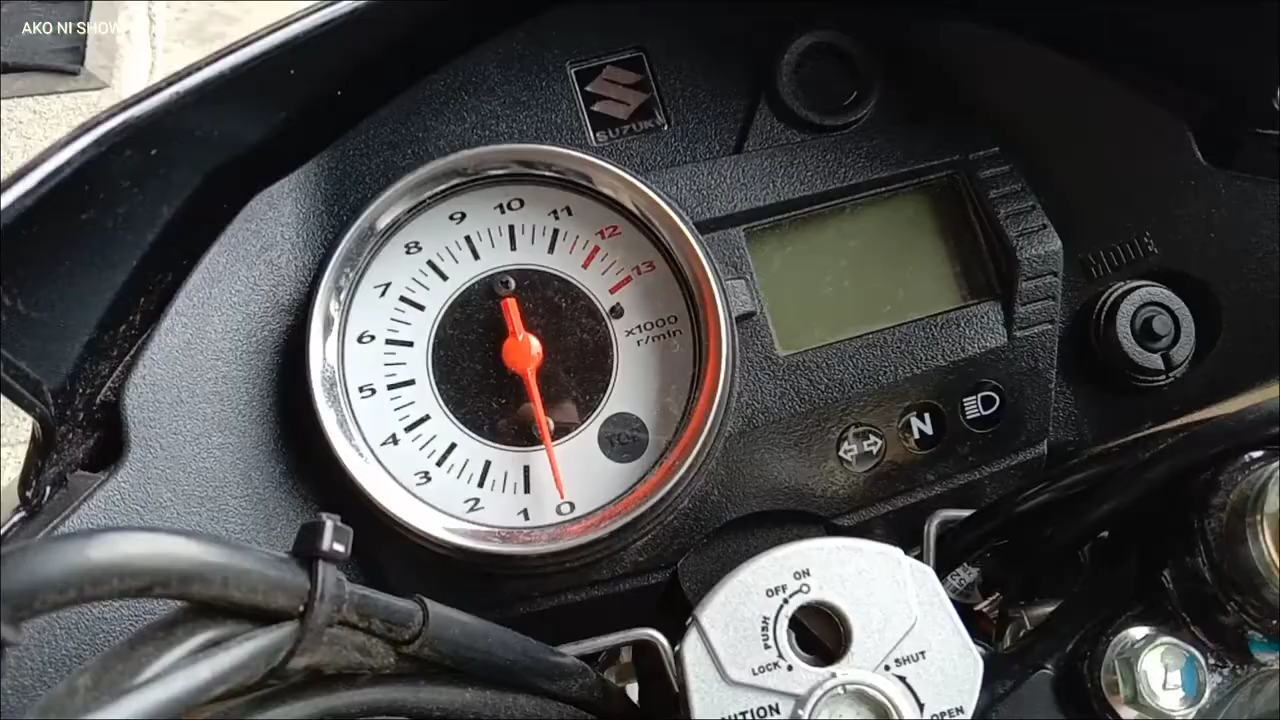 AKO NI SHOW
SUZUKI
10
9
11
8
12
7
13
6
x1000
r/min
5
4
3
2
1
0
MODE
N
ON
OFF
PUSH
LOCK
SHUT
OPEN